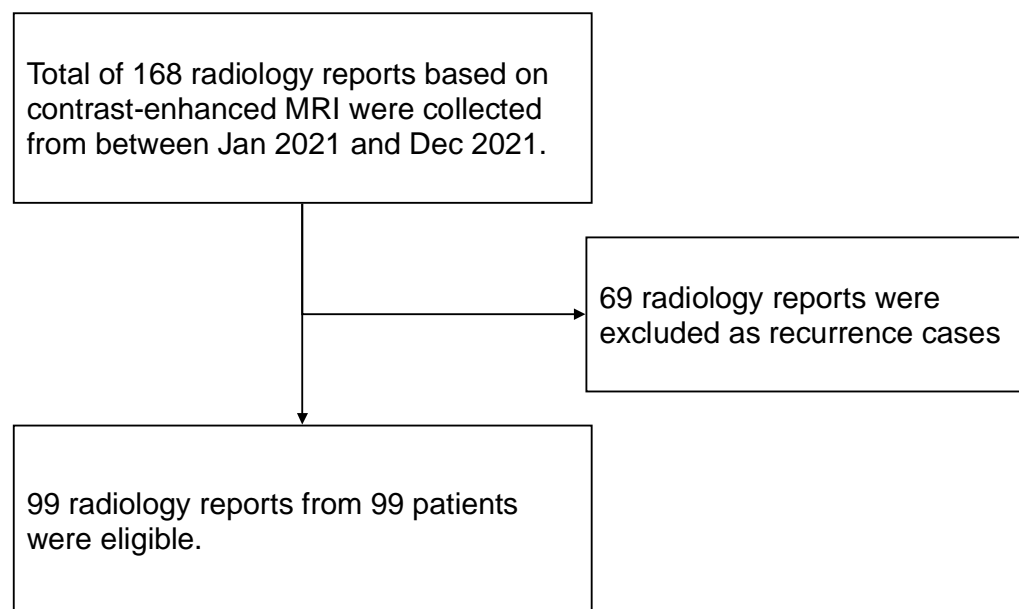 Total of 168 radiology reports based on
contrast-enhanced MRI were collected
from between Jan 2021 and Dec 2021.
69 radiology reports were
excluded as recurrence cases
99 radiology reports from 99 patients
were eligible.